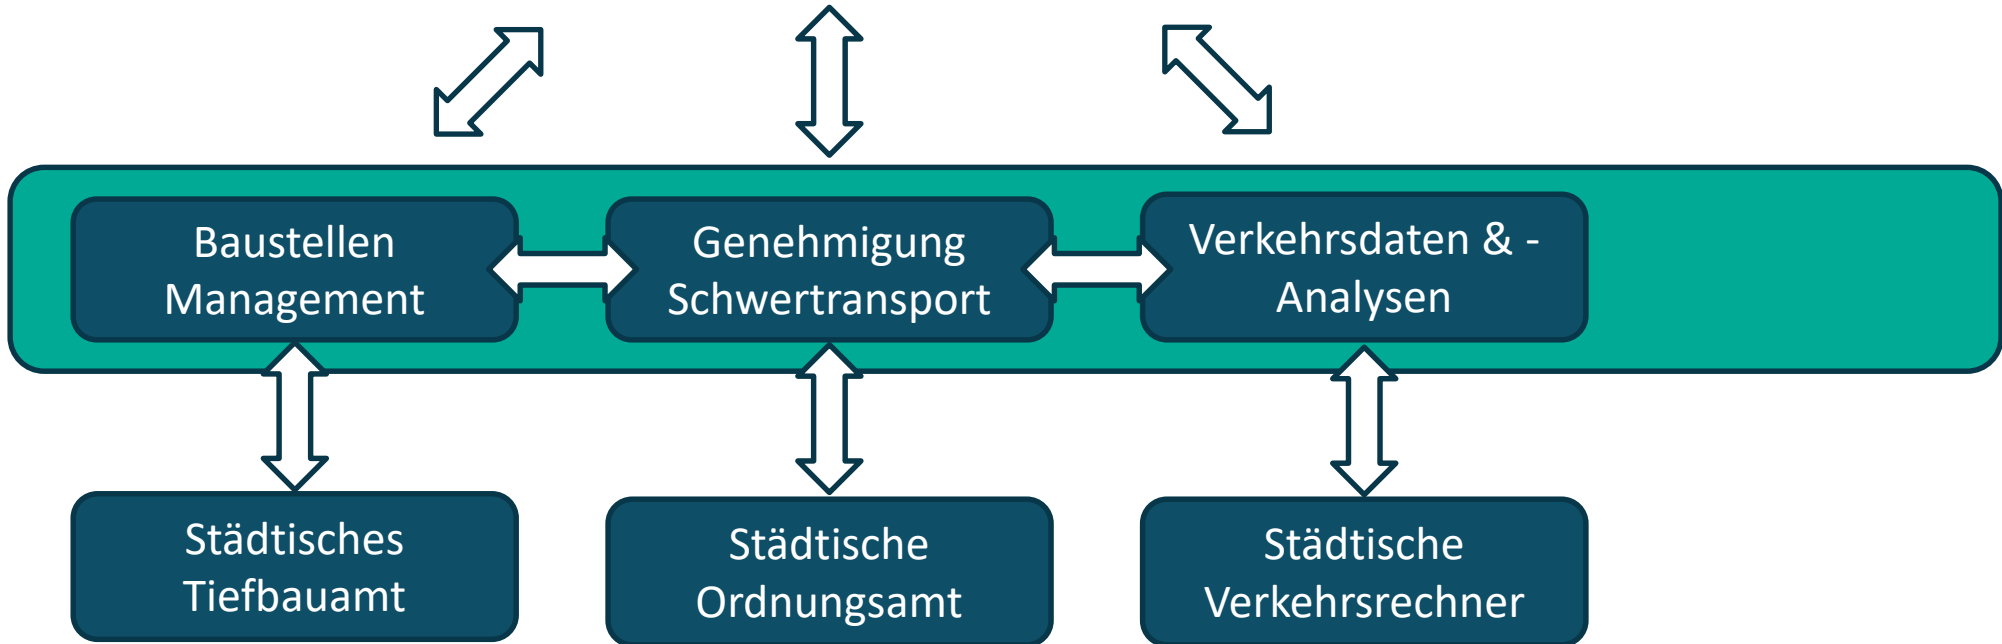 Baustellen
Management
Genehmigung
Schwertransport
Verkehrsdaten & -
Analysen
Städtisches
Tiefbauamt
Städtische
Ordnungsamt
Städtische
Verkehrsrechner